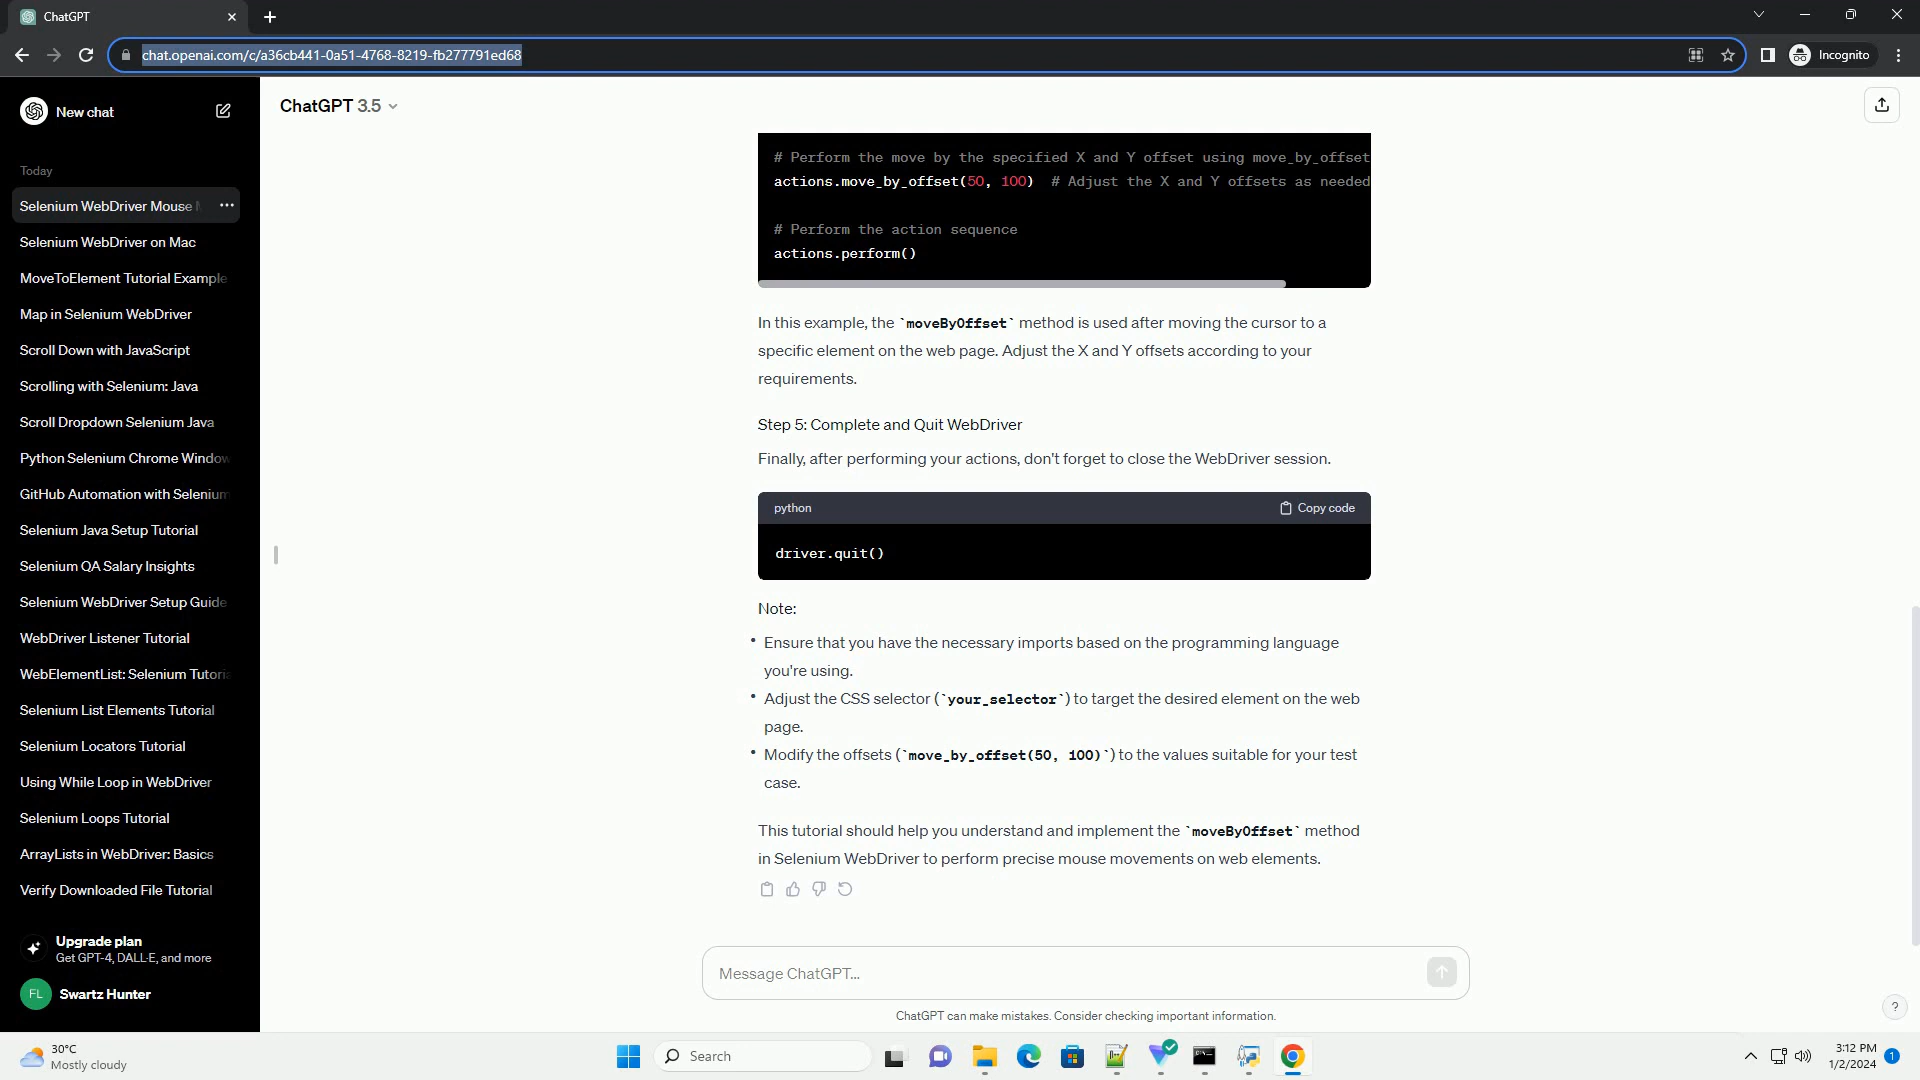 ChatGPT
chat.openai.com/c/a36cb441-0a51-4768-8219-fb277791ed68
Incognito
New chat
ChatGPT 3.5
Today
Selenium WebDriver Mouse
Selenium WebDriver on Mac
MoveToElement Tutorial Example
Map in Selenium WebDriver
Scroll Down with JavaScript
Scrolling with Selenium: Java
Scroll Dropdown Selenium Java
Python Selenium Chrome Window
GitHub Automation with Selenium
Selenium Java Setup Tutorial
Selenium QA Salary Insights
Selenium WebDriver Setup Guide
WebDriver Listener Tutorial
WebElementList: Selenium Tutoria
Selenium List Elements Tutorial
Selenium Locators Tutorial
Using While Loop in WebDriver
Selenium Loops Tutorial
ArrayLists in WebDriver: Basics
Verify Downloaded File Tutorial
Upgrade plan
Get GPT-4, DALL·E, and more
FL
Swartz Hunter
# Perform the move by the specified X and Y offset using move_by_offset
actions.move_by_offset(50, 100)  # Adjust the X and Y offsets as needed
# Perform the action sequence
actions.perform()
In this example, the `moveByOffset` method is used after moving the cursor to a
specific element on the web page. Adjust the X and Y offsets according to your
requirements.
Step 5: Complete and Quit WebDriver
Finally, after performing your actions, don't forget to close the WebDriver session.
python
Copy code
driver.quit()
Note:
• Ensure that you have the necessary imports based on the programming language
you're using.
• Adjust the CSS selector (`your_selector`) to target the desired element on the web
page.
• Modify the offsets (`move_by_offset(50, 100)`) to the values suitable for your test
case.
This tutorial should help you understand and implement the `moveByOffset` method
in Selenium WebDriver to perform precise mouse movements on web elements.
Message ChatGPT...
ChatGPT can make mistakes. Consider checking important information.
?
30°C
Mostly cloudy
Search
3:12 PM
1/2/2024
1